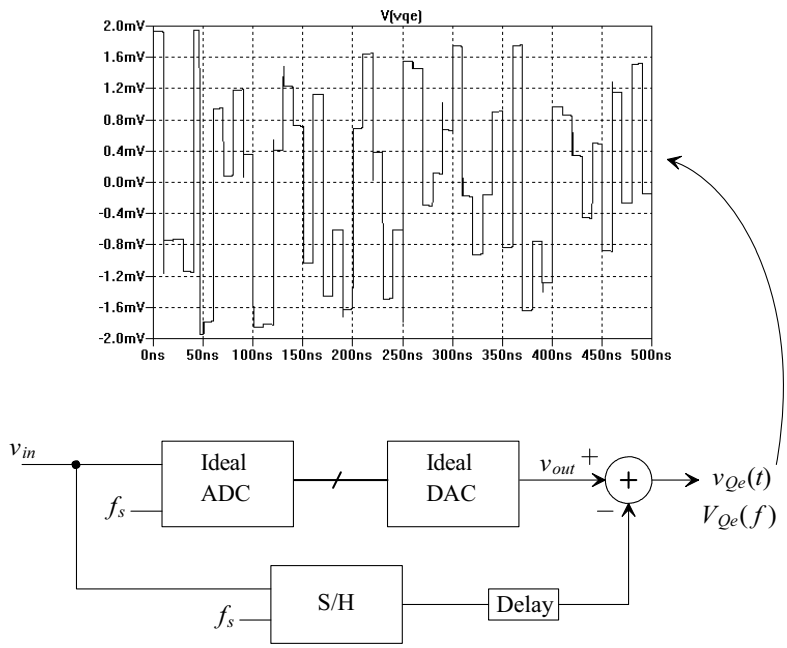 V(vqe)
2.0mV
1.6mV
1.2mV
0.8mV
0.4mV
0.0mV
-0.4mV
-0.8mV
-1.2mV
-1.6mV
-2.0mV
0ns 50ns 100ns 150ns 200ns 250ns 300ns 350ns 400ns 450ns 500ns
v_in
Ideal
ADC
f_s
Ideal
DAC
v_out +
+
−
v_Qe(t)
V_Qe(f)
S/H
f_s
Delay